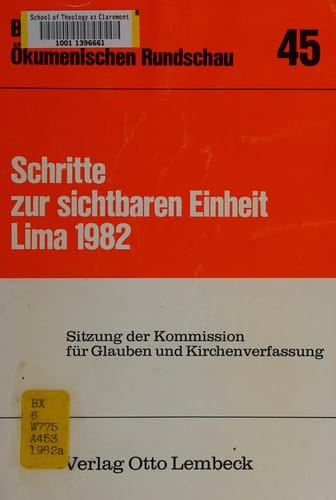 School of Theology at Claremont
1001 1396661
B
Ökumenischen Rundschau 45
Schritte
zur sichtbaren Einheit
Lima 1982
Sitzung der Kommission
für Glauben und Kirchenverfassung
BX
6
W775
A453
1982a
Verlag Otto Lembeck